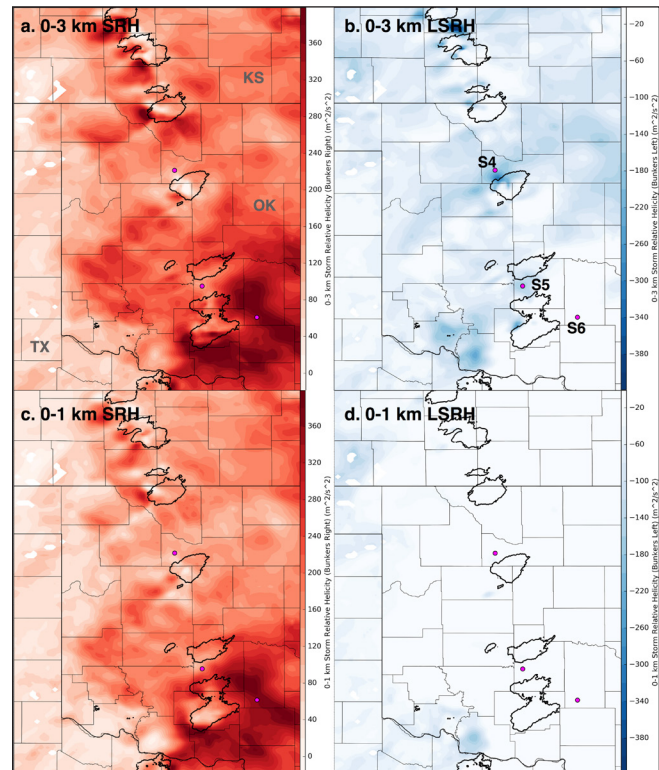 a. 0-3 km SRH
KS
OK
TX
360
320
280
240
200
160
120
80
40
0
0-3 km Storm Relative Helicity (Bunkers Right) (m^2/s^2)
b. 0-3 km LSRH
S4
S5
S6
−20
−60
−100
−140
−180
−220
−260
−300
−340
−380
0-3 km Storm Relative Helicity (Bunkers Left) (m^2/s^2)
c. 0-1 km SRH
360
320
280
240
200
160
120
80
40
0
0-1 km Storm Relative Helicity (Bunkers Right) (m^2/s^2)
d. 0-1 km LSRH
−20
−60
−100
−140
−180
−220
−260
−300
−340
−380
0-1 km Storm Relative Helicity (Bunkers Left) (m^2/s^2)